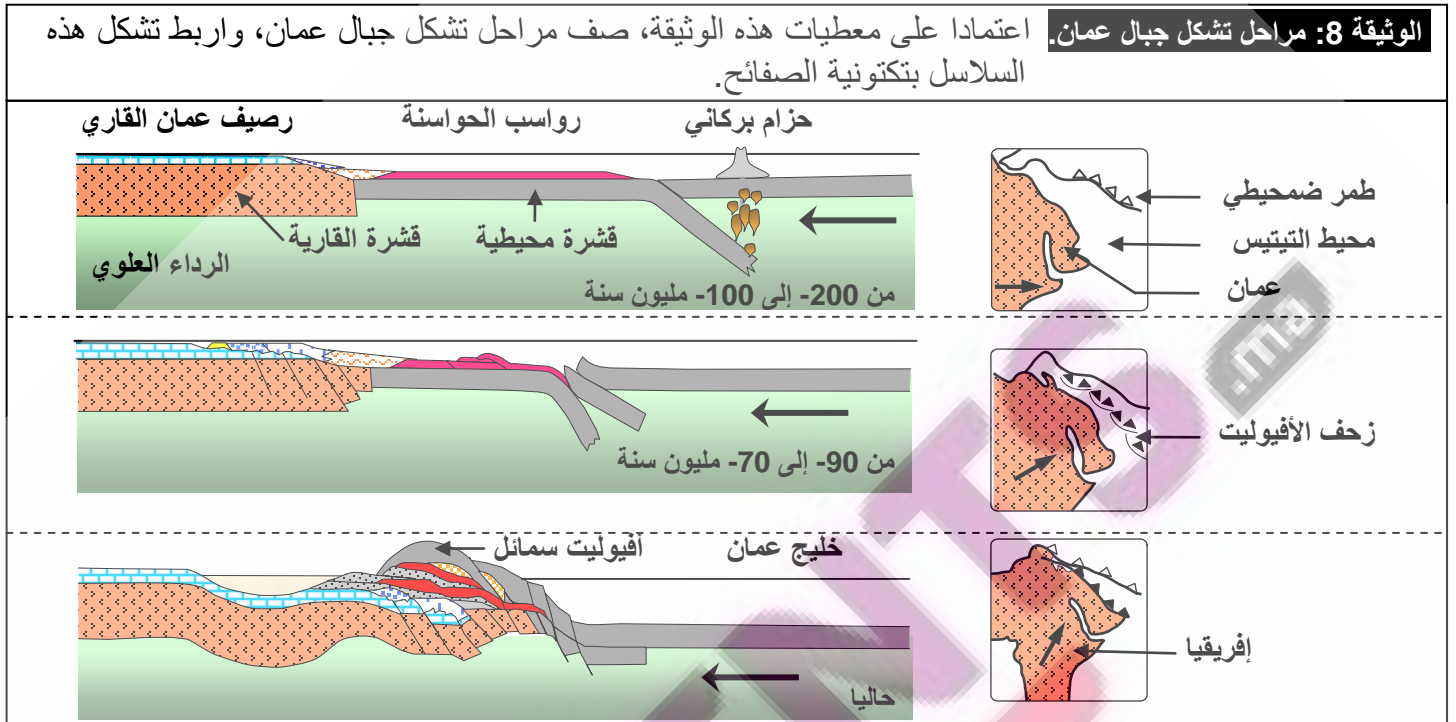 الوثيقة 8: مراحل تشكل جبال عمان. اعتمادا على معطيات هذه الوثيقة، صف مراحل تشكل جبال عمان، واربط تشكل هذه
السلاسل بتكتونية الصفائح.
حزام بركاني رواسب الحواسنة رصيف عمان القاري
طمر ضمحيطي
محيط التيتيس
عمان
قشرة محيطية قشرة القارية
الرداء العلوي
من 200- إلى 100- مليون سنة
زحف الأفيوليت
من 90- إلى 70- مليون سنة
خليج عمان أفيوليت سمائل
إفريقيا
حاليا
NTS
.ma